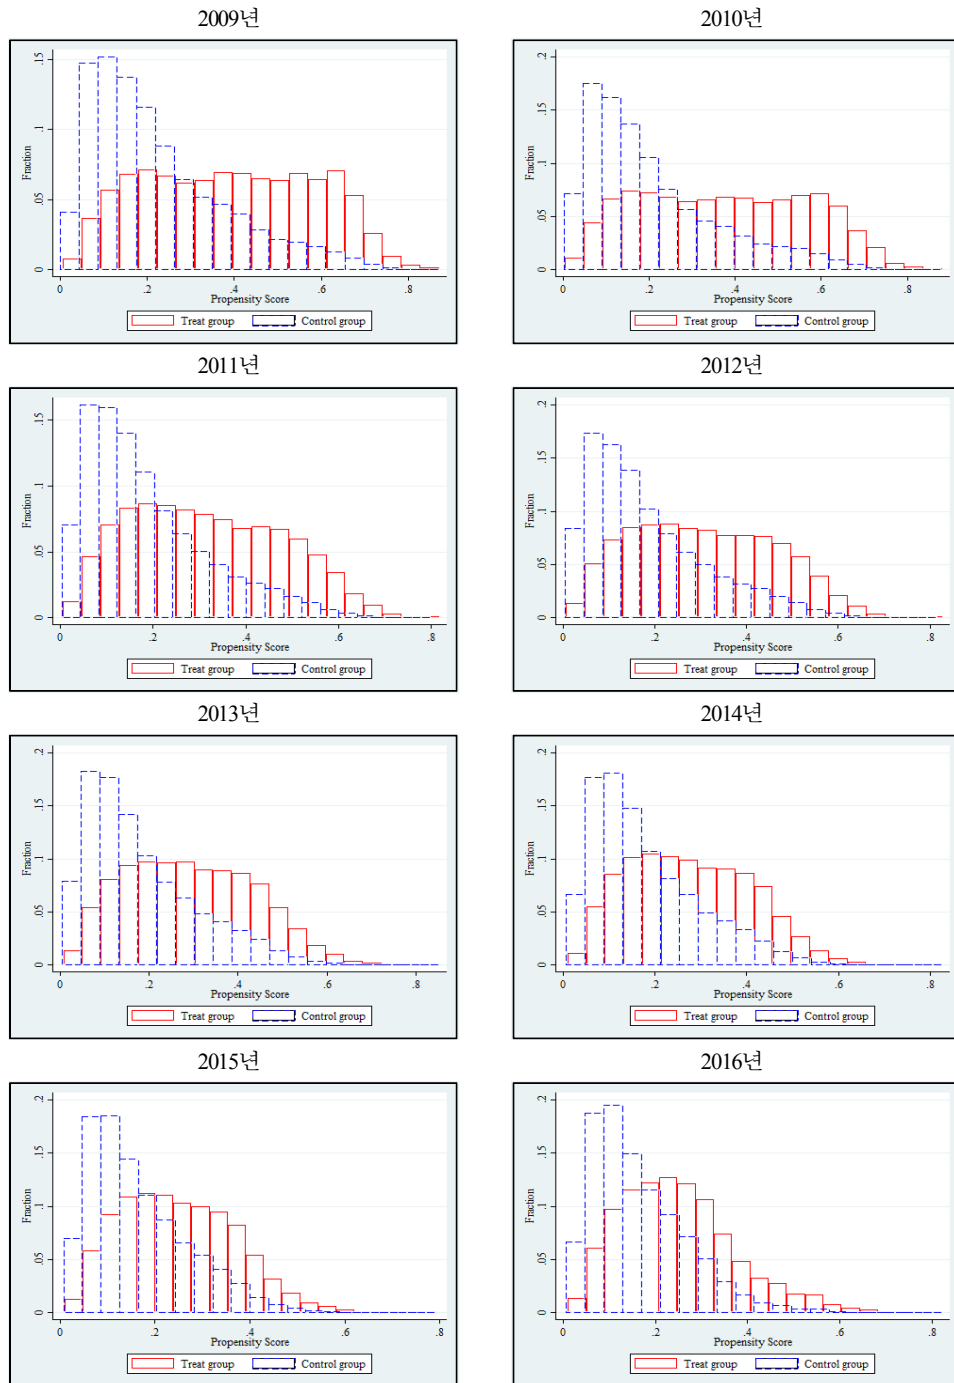 2009년
2010년
.15
.1
.05
0
Fraction
0 .2 .4 .6 .8
Propensity Score
Treat group Control group
.2
.15
.1
.05
0
Fraction
0 .2 .4 .6 .8
Propensity Score
Treat group Control group
2011년
2012년
.15
.1
.05
0
Fraction
0 .2 .4 .6 .8
Propensity Score
Treat group Control group
.2
.15
.1
.05
0
Fraction
0 .2 .4 .6 .8
Propensity Score
Treat group Control group
2013년
2014년
.2
.15
.1
.05
0
Fraction
0 .2 .4 .6 .8
Propensity Score
Treat group Control group
.2
.15
.1
.05
0
Fraction
0 .2 .4 .6 .8
Propensity Score
Treat group Control group
2015년
2016년
.2
.15
.1
.05
0
Fraction
0 .2 .4 .6 .8
Propensity Score
Treat group Control group
.2
.15
.1
.05
0
Fraction
0 .2 .4 .6 .8
Propensity Score
Treat group Control group